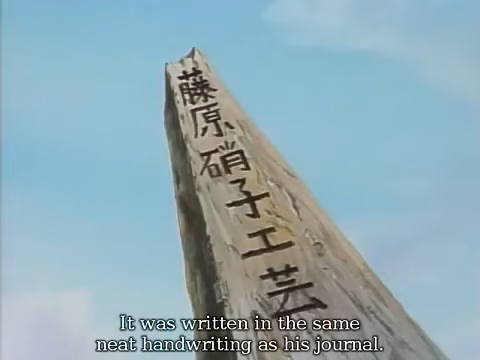 藤原硝子工芸
It was written in the same
neat handwriting as his journal.